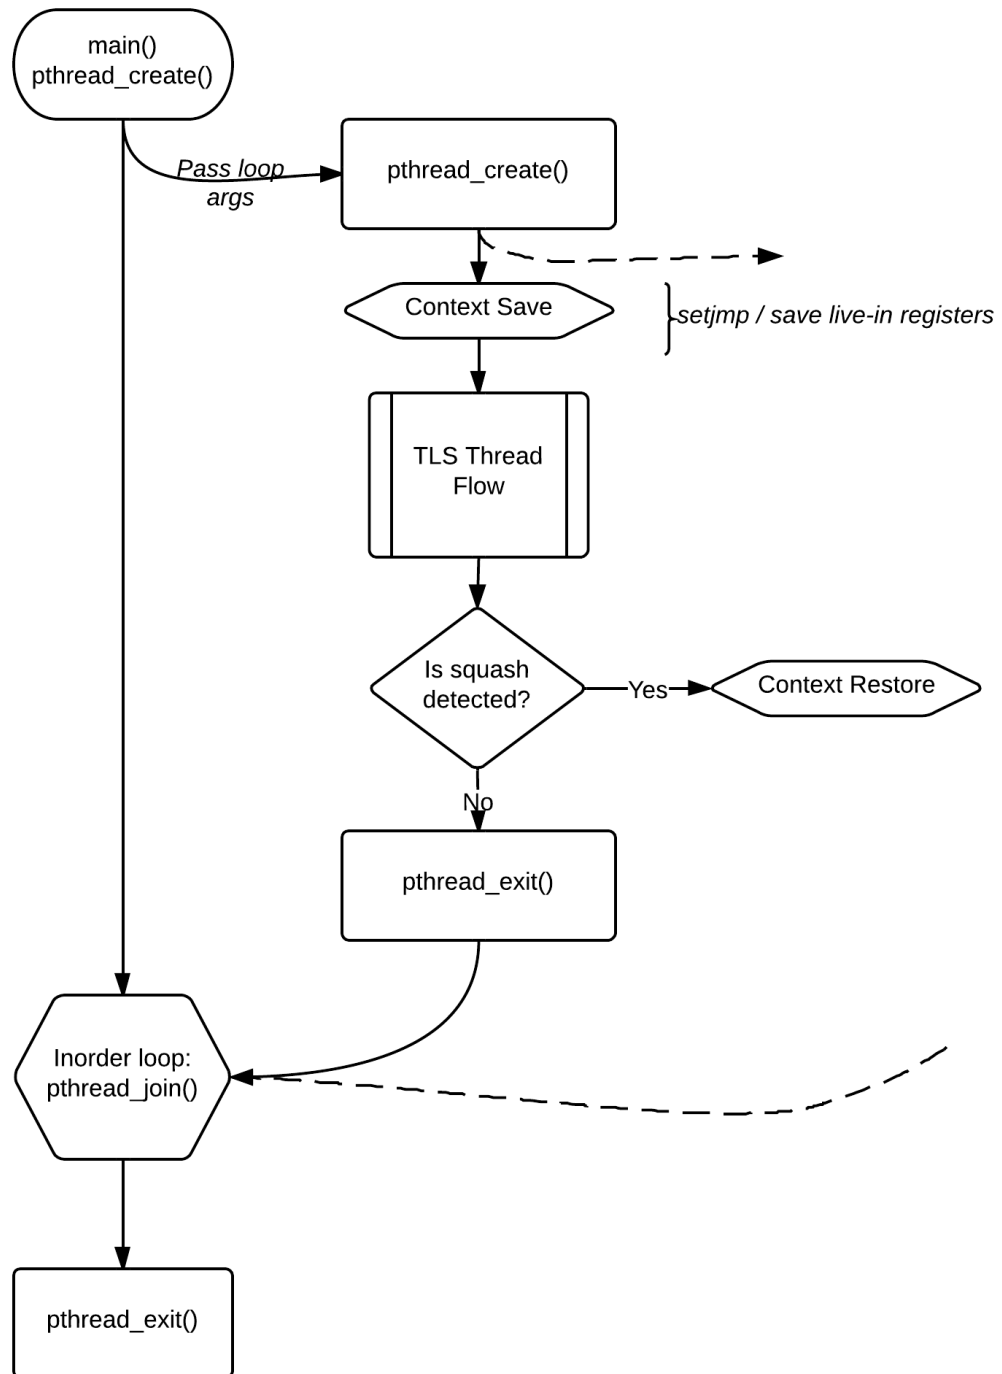 main()
pthread_create()
Pass loop
args
pthread_create()
Context Save
setjmp / save live-in registers
TLS Thread
Flow
Is squash
detected?
Yes
Context Restore
No
pthread_exit()
Inorder loop:
pthread_join()
pthread_exit()